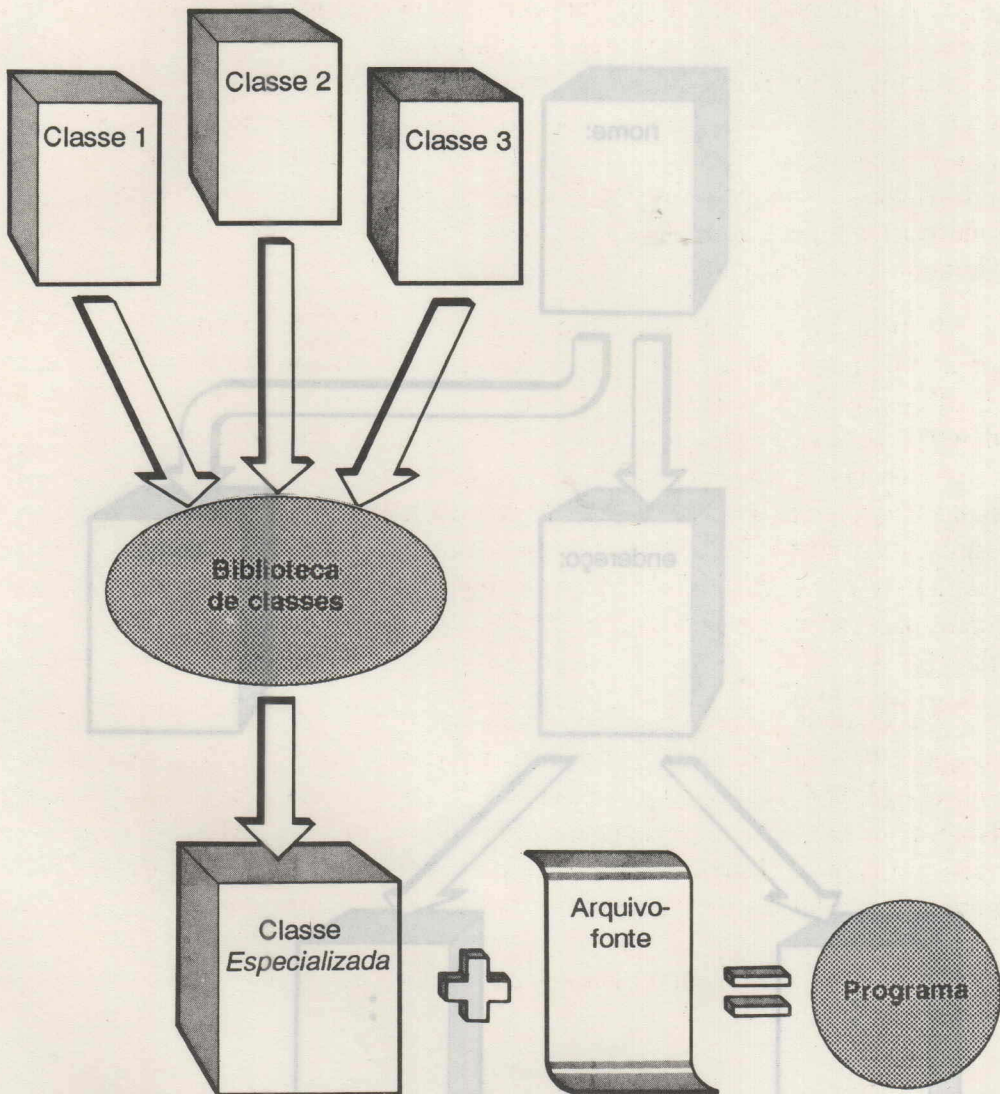 Classe 1
Classe 2
Classe 3
nome:
Biblioteca
de classes
endereço:
Classe
Especializada
Arquivo-
fonte
Programa